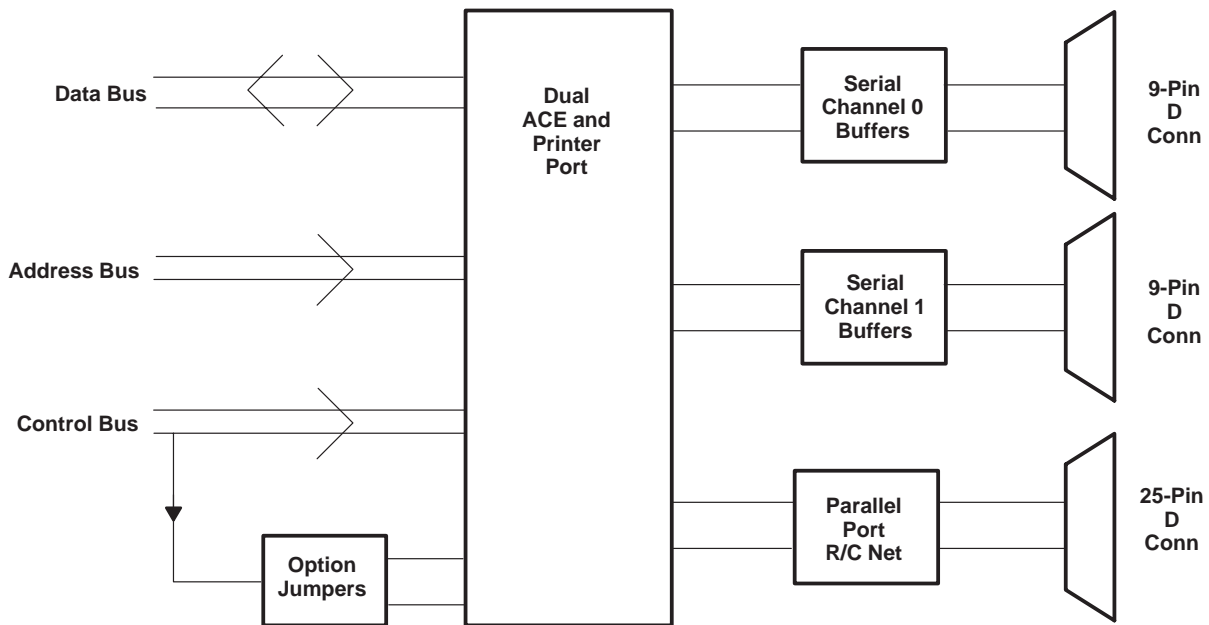 Data Bus
Address Bus
Control Bus
Option
Jumpers
Dual
ACE and
Printer
Port
Serial
Channel 0
Buffers
9-Pin
D
Conn
Serial
Channel 1
Buffers
9-Pin
D
Conn
Parallel
Port
R/C Net
25-Pin
D
Conn